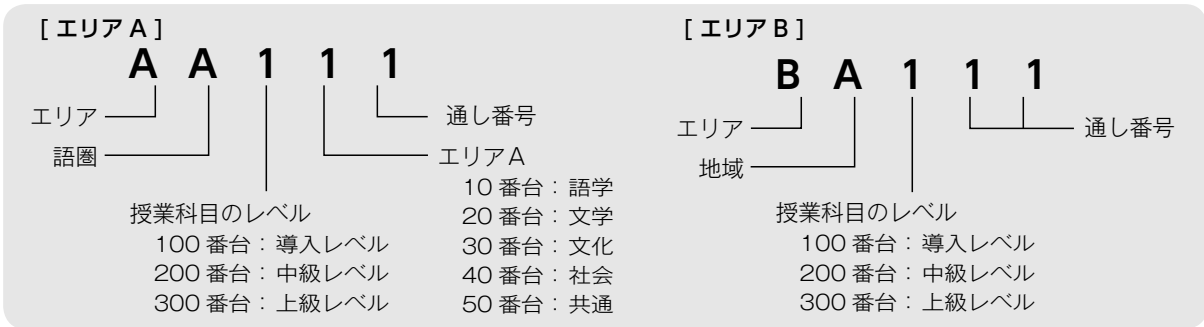 [ エリア A ]
A A 1 1 1
エリア
通し番号
語圏
エリアA
10 番台：語学
20 番台：文学
30 番台：文化
40 番台：社会
50 番台：共通
授業科目のレベル
100 番台：導入レベル
200 番台：中級レベル
300 番台：上級レベル
[ エリア B ]
B A 1 1 1
エリア
通し番号
地域
授業科目のレベル
100 番台：導入レベル
200 番台：中級レベル
300 番台：上級レベル